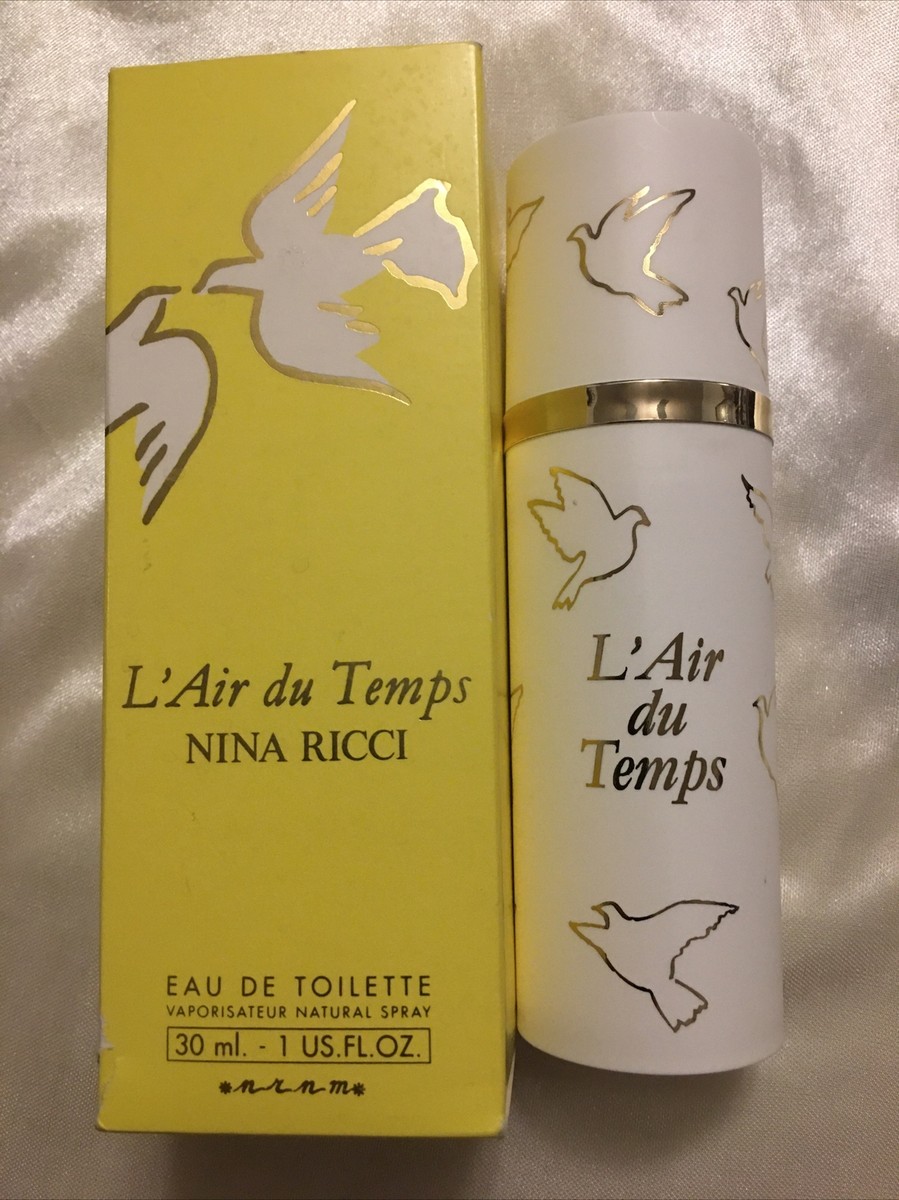 L'Air du Temps
NINA RICCI
EAU DE TOILETTE
VAPORISATEUR NATURAL SPRAY
30 ml. - 1 US.FL.OZ.
*n-r-n-m*
L'Air
du
Temps